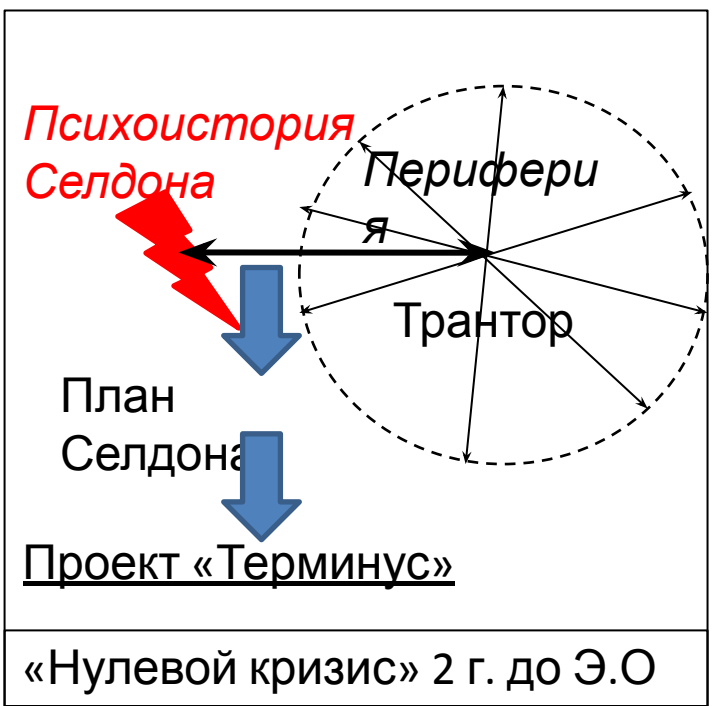 Психоистория
Селдона
Перифери
я
Трантор
План
Селдона
Проект «Терминус»
«Нулевой кризис» 2 г. до Э.О